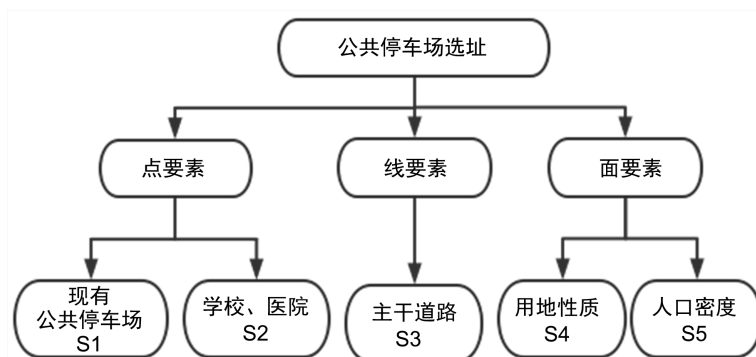 公共停车场选址
点要素
线要素
面要素
现有
公共停车场
S1
学校、医院
S2
主干道路
S3
用地性质
S4
人口密度
S5